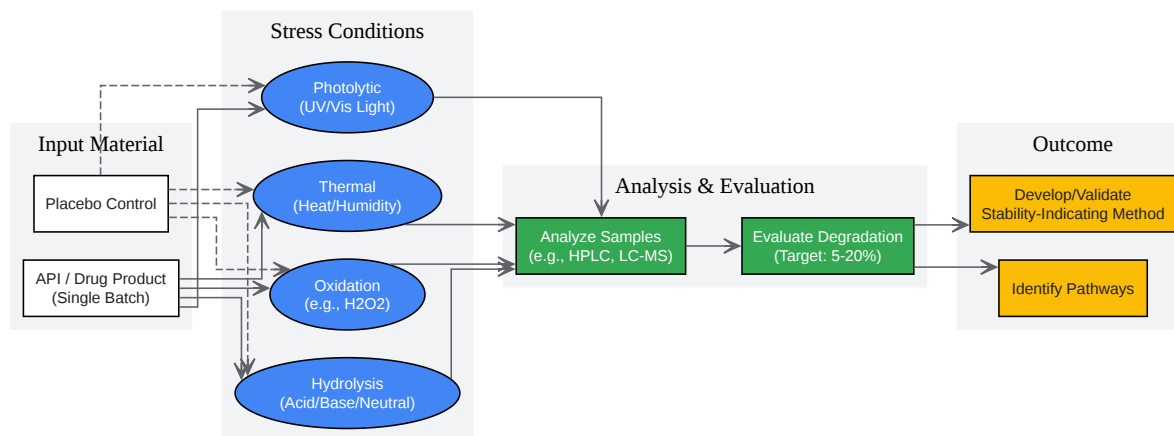 Stress Conditions
Photolytic
(UV/Vis Light)
Input Material
Placebo Control
API / Drug Product
(Single Batch)
Thermal
(Heat/Humidity)
Oxidation
(e.g., H2O2)
Hydrolysis
(Acid/Base/Neutral)
Analysis & Evaluation
Analyze Samples
(e.g., HPLC, LC-MS)
Evaluate Degradation
(Target: 5-20%)
Outcome
Develop/Validate
Stability-Indicating Method
Identify Pathways